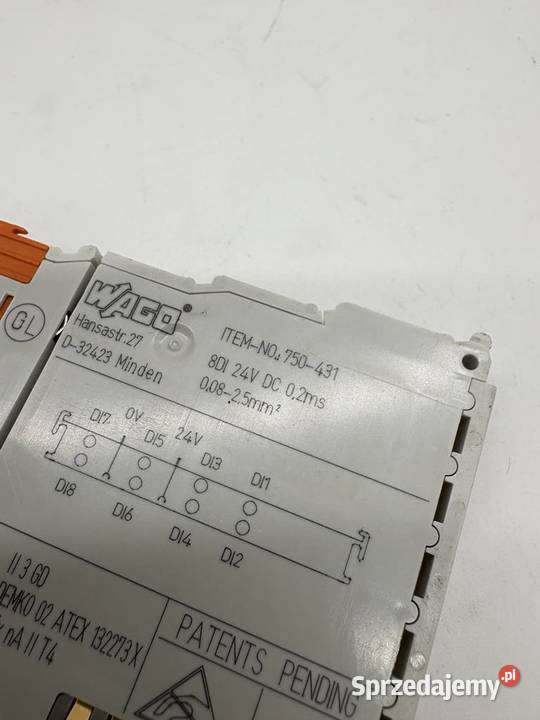 WAGO®
Hansastr.27
D-32423 Minden
ITEM-NO.: 750-431
8DI 24V DC 0,2ms
0,08-2,5mm²
GL
DI7 0V DI5 24V DI3 DI1
DI8 DI6 DI4 DI2
II 3 GD
DEMKO 02 ATEX 132273 X
nA II T4
PATENTS PENDING
Sprzedajemy.pl